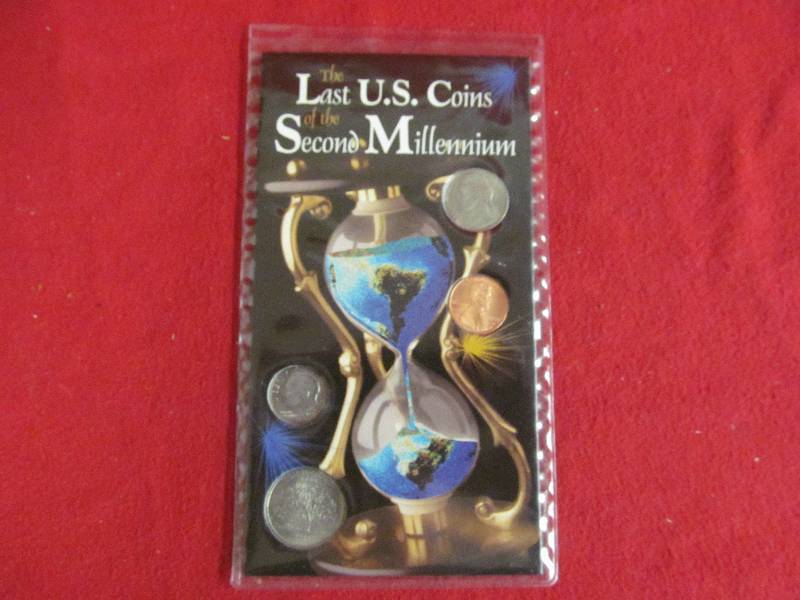 The
Last U.S. Coins
of the
Second Millennium